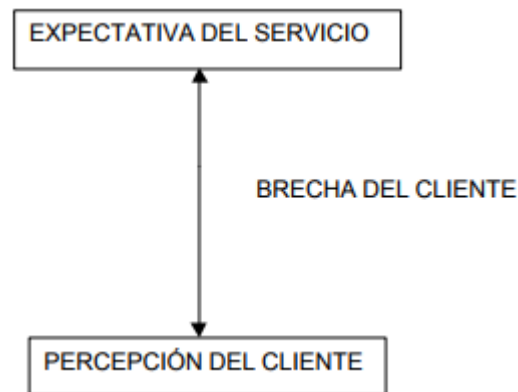 EXPECTATIVA DEL SERVICIO
BRECHA DEL CLIENTE
PERCEPCIÓN DEL CLIENTE